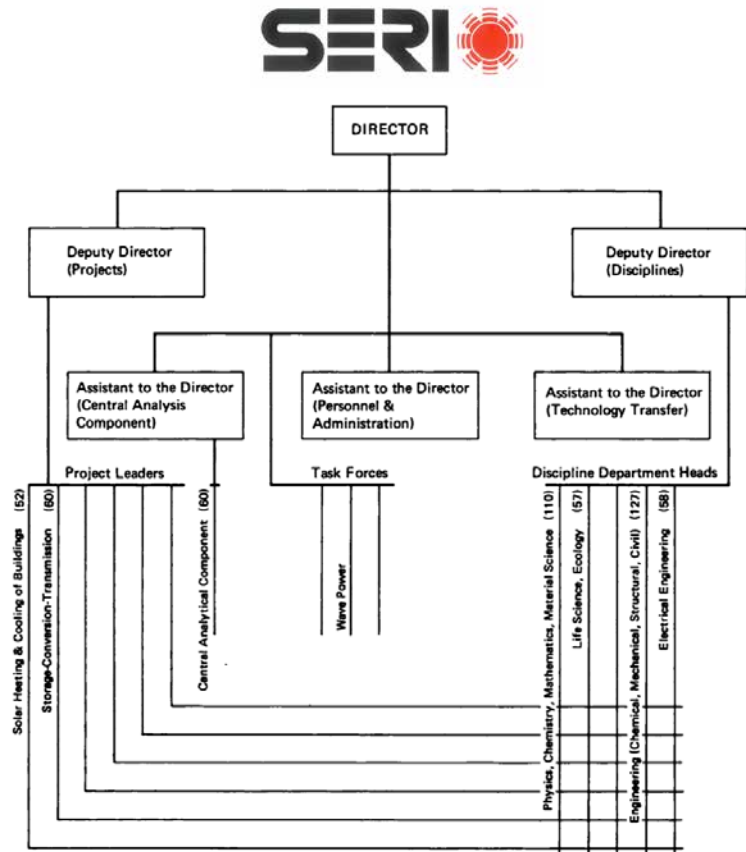 SERI
DIRECTOR
Deputy Director
(Projects)
Deputy Director
(Disciplines)
Assistant to the Director
(Central Analysis
Component)
Assistant to the Director
(Personnel &
Administration)
Assistant to the Director
(Technology Transfer)
Project Leaders
Task Forces
Discipline Department Heads
Solar Heating & Cooling of Buildings (52)
Storage-Conversion-Transmission (60)
Central Analytical Component (60)
Wave Power
Physics, Chemistry, Mathematics, Material Science (110)
Life Science, Ecology (57)
Engineering (Chemical, Mechanical, Structural, Civil) (127)
Electrical Engineering (58)